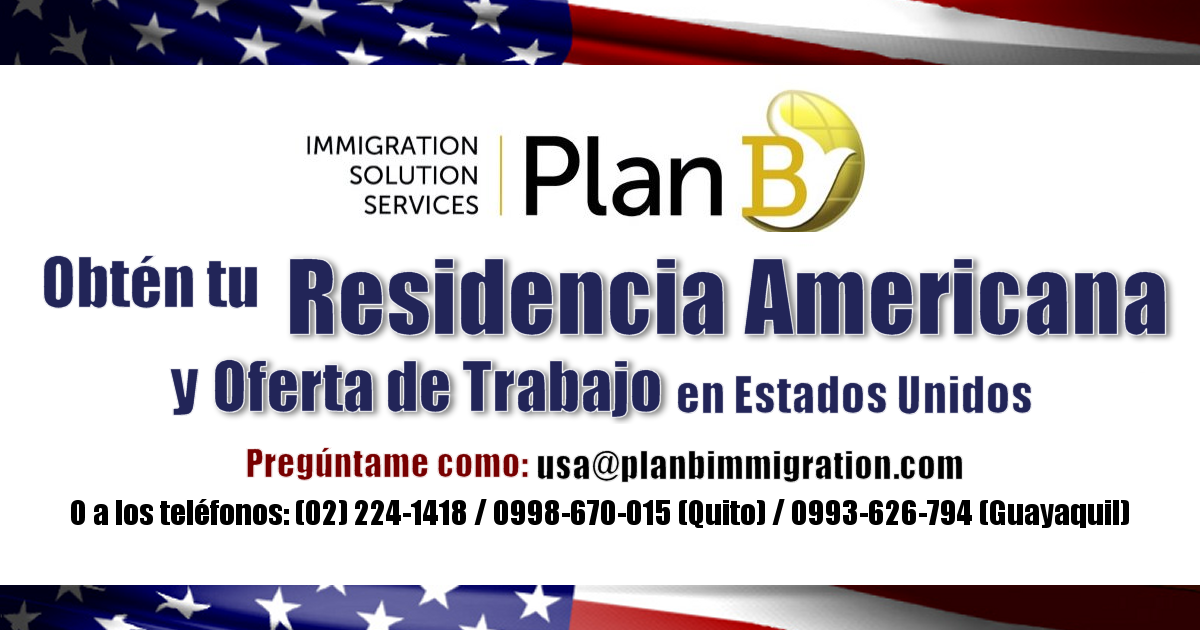 IMMIGRATION
SOLUTION
SERVICES
Plan B
Obtén tu Residencia Americana
y Oferta de Trabajo en Estados Unidos
Pregúntame como: usa@planbimmigration.com
O a los teléfonos: (02) 224-1418 / 0998-670-015 (Quito) / 0993-626-794 (Guayaquil)